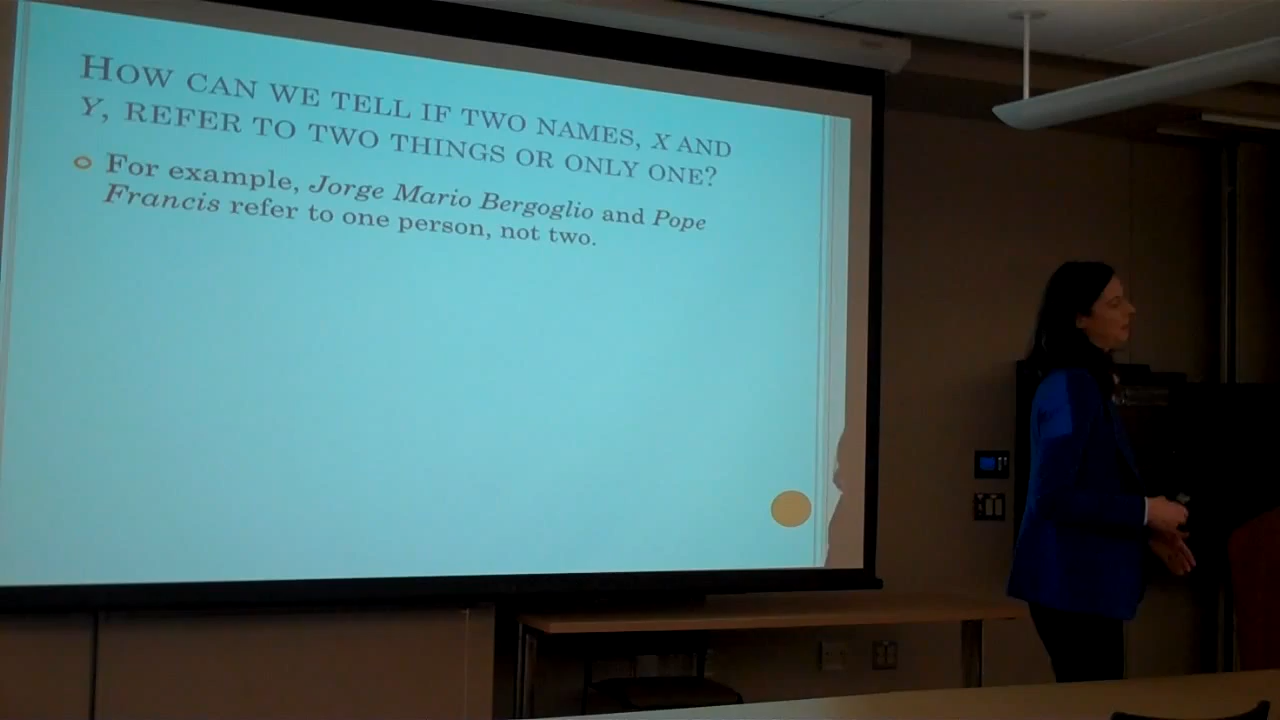 HOW CAN WE TELL IF TWO NAMES, X AND
Y, REFER TO TWO THINGS OR ONLY ONE?
For example, Jorge Mario Bergoglio and Pope
Francis refer to one person, not two.